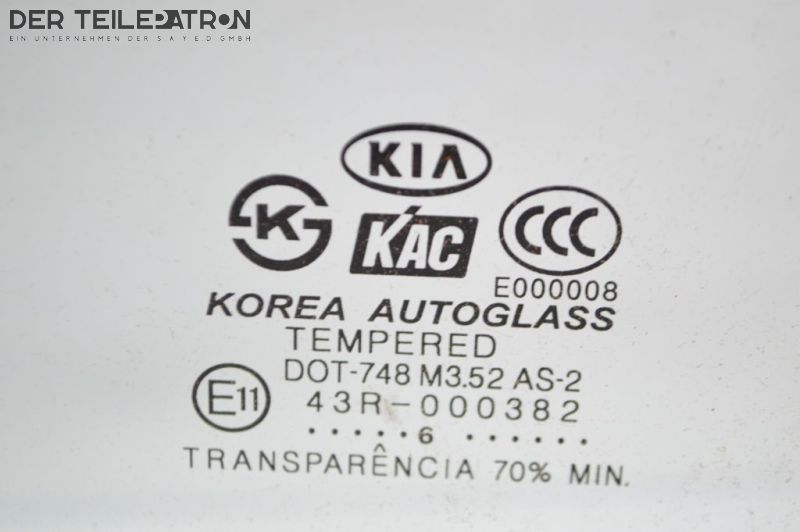 DER TEILEPATRON
EIN UNTERNEHMEN DER S A Y E.D GMBH
KIA
K
KAC
CCC
E000008
KOREA AUTOGLASS
TEMPERED
DOT-748 M3.52 AS-2
E11
43R-000382
.....6 ......
TRANSPARÊNCIA 70% MIN.